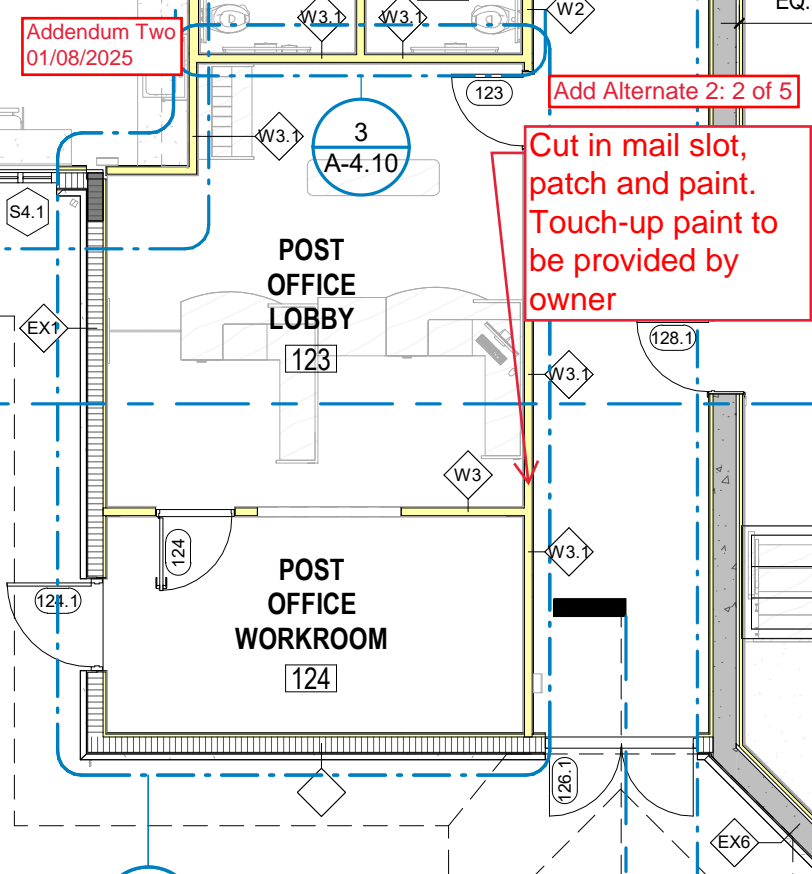 EQ.
W3.1
W3.1
W2
Addendum Two
01/08/2025
123
Add Alternate 2: 2 of 5
W3.1
3
A-4.10
Cut in mail slot,
patch and paint.
Touch-up paint to
be provided by
owner
S4.1
POST
OFFICE
LOBBY
123
EX1
128.1
W3.1
W3
124
W3.1
POST
OFFICE
WORKROOM
124
124.1
126.1
EX6